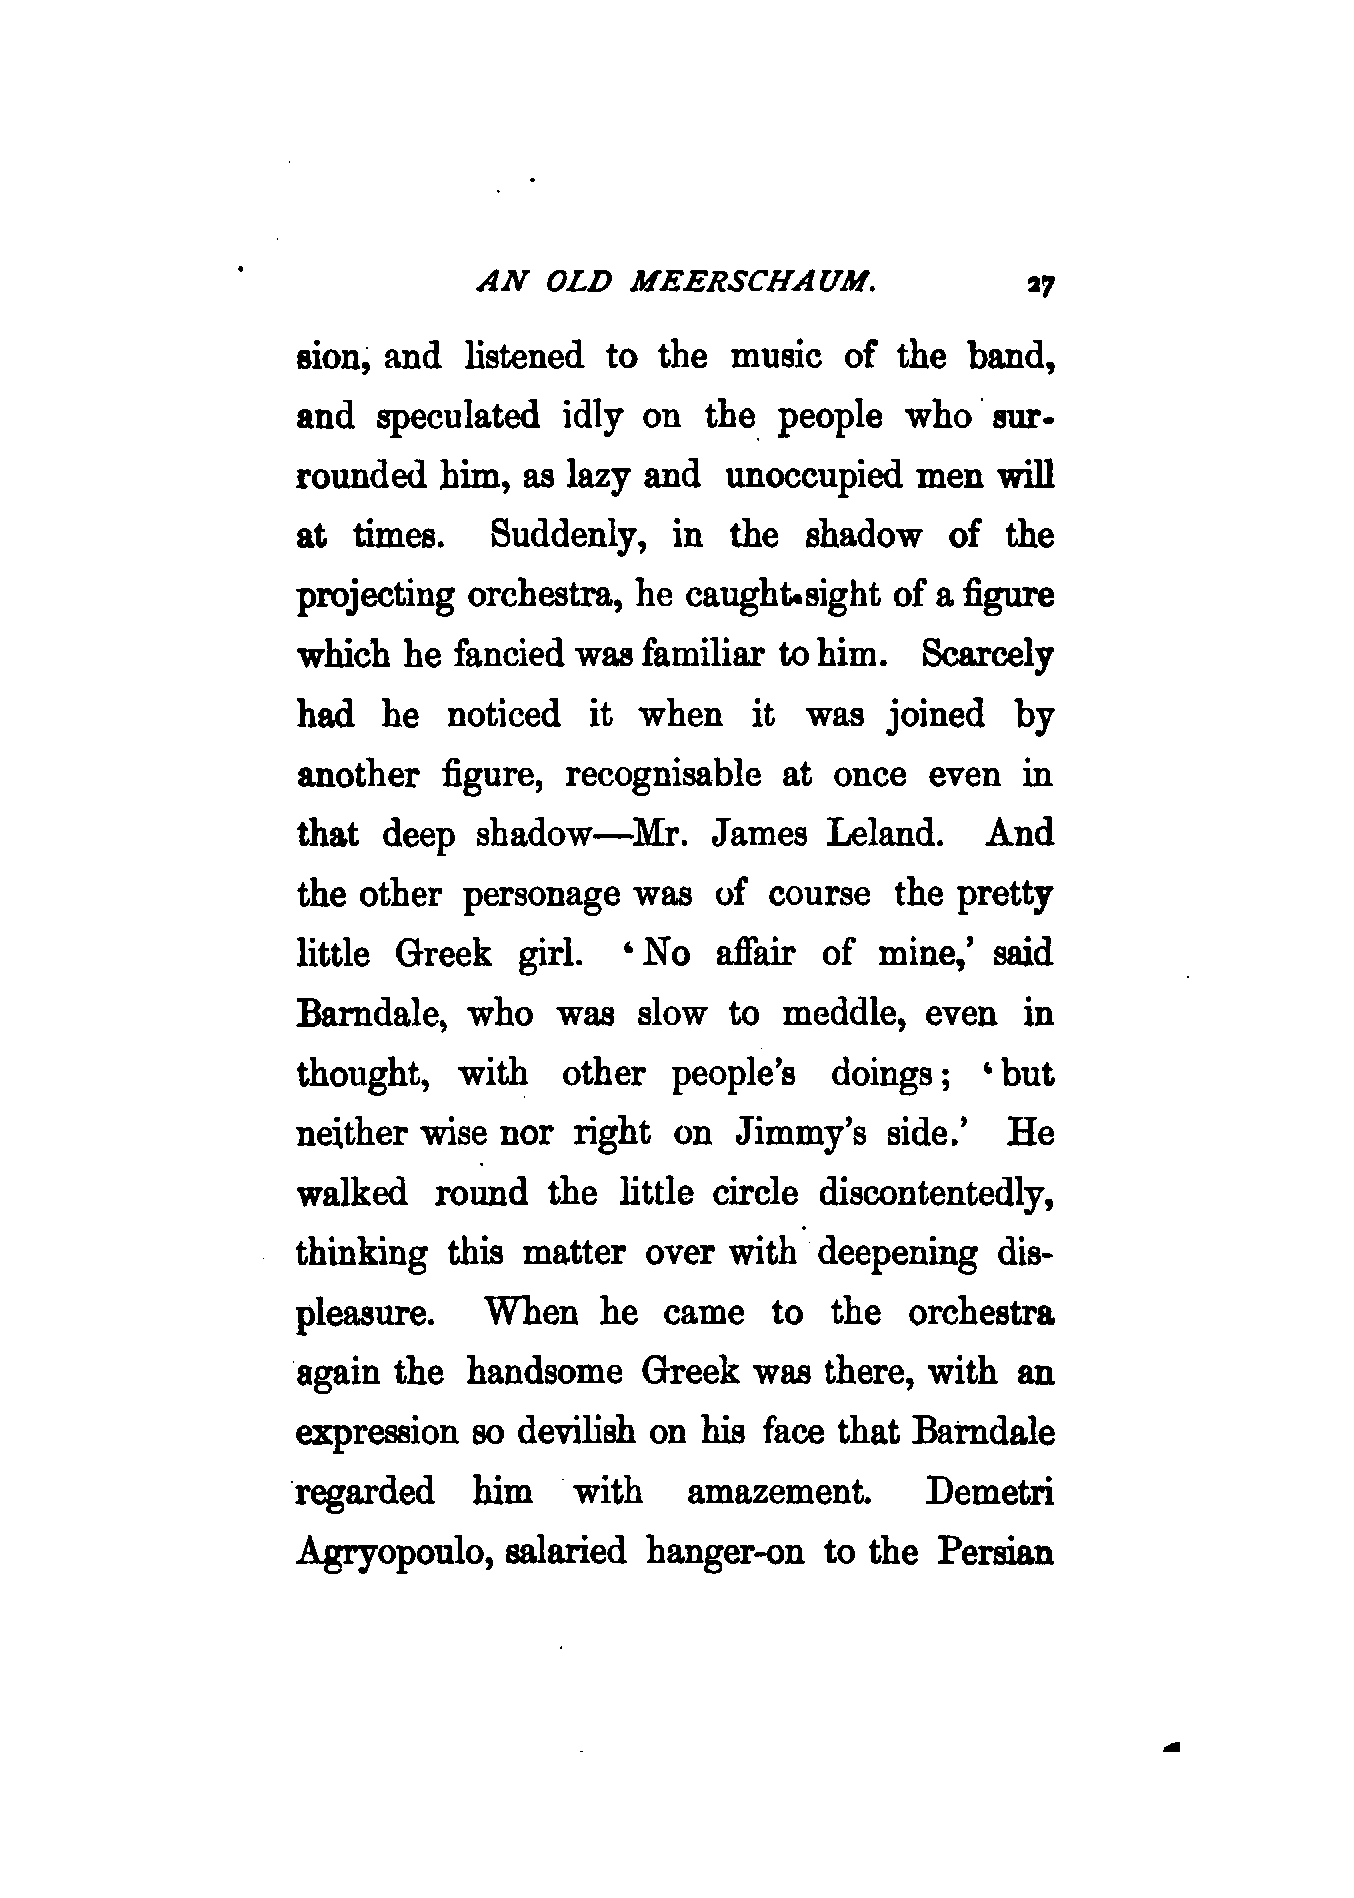 AN OLD MEERSCHAUM. 27
sion, and listened to the music of the band,
and speculated idly on the people who sur-
rounded him, as lazy and unoccupied men will
at times. Suddenly, in the shadow of the
projecting orchestra, he caught sight of a figure
which he fancied was familiar to him. Scarcely
had he noticed it when it was joined by
another figure, recognisable at once even in
that deep shadow—Mr. James Leland. And
the other personage was of course the pretty
little Greek girl. ‘No affair of mine,’ said
Barndale, who was slow to meddle, even in
thought, with other people’s doings; ‘but
neither wise nor right on Jimmy’s side.’ He
walked round the little circle discontentedly,
thinking this matter over with deepening dis-
pleasure. When he came to the orchestra
again the handsome Greek was there, with an
expression so devilish on his face that Barndale
regarded him with amazement. Demetri
Agryopoulo, salaried hanger-on to the Persian